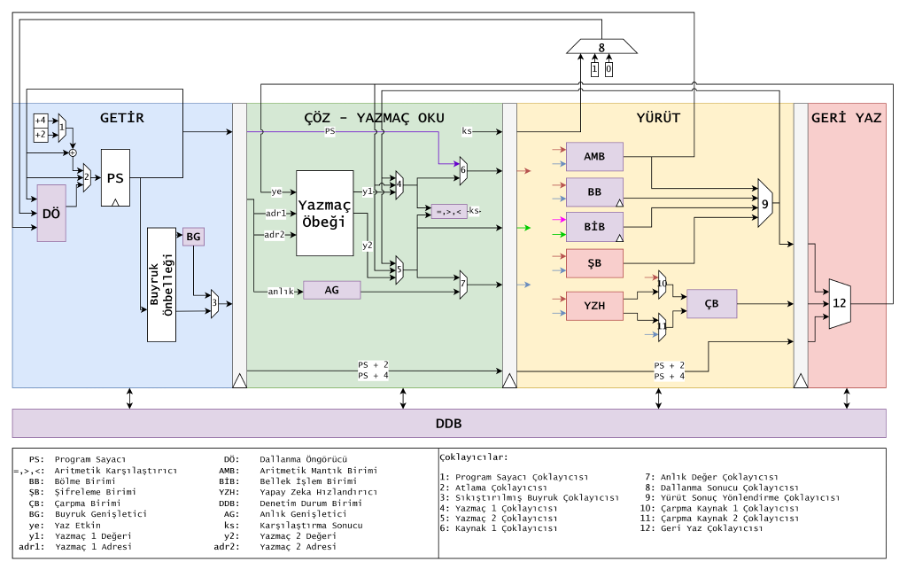 8
1 0
GETİR
ÇÖZ - YAZMAÇ OKU
YÜRÜT
GERİ YAZ
+4
+2
1
PS
ks
2
PS
DÖ
BG
Buyruk Önbelleği
3
ye
adr1
adr2
Yazmaç
Öbeği
y1
y2
4
5
6
7
=,>,<
ks
anlık
AG
AMB
BB
BİB
ŞB
YZH
9
10
11
ÇB
12
PS + 2
PS + 4
PS + 2
PS + 4
DDB
PS: Program Sayacı
=,>,<: Aritmetik Karşılaştırıcı
BB: Bölme Birimi
ŞB: Şifreleme Birimi
ÇB: Çarpma Birimi
BG: Buyruk Genişletici
ye: Yaz Etkin
y1: Yazmaç 1 Değeri
adr1: Yazmaç 1 Adresi
DÖ: Dallanma Öngörücü
AMB: Aritmetik Mantık Birimi
BİB: Bellek İşlem Birimi
YZH: Yapay Zeka Hızlandırıcı
DDB: Denetim Durum Birimi
AG: Anlık Genişletici
ks: Karşılaştırma Sonucu
y2: Yazmaç 2 Değeri
adr2: Yazmaç 2 Adresi
Çoklayıcılar:
1: Program Sayacı Çoklayıcısı
2: Atlama Çoklayıcısı
3: Sıkıştırılmış Buyruk Çoklayıcısı
4: Yazmaç 1 Çoklayıcısı
5: Yazmaç 2 Çoklayıcısı
6: Kaynak 1 Çoklayıcısı
7: Anlık Değer Çoklayıcısı
8: Dallanma Sonucu Çoklayıcısı
9: Yürüt Sonuç Yönlendirme Çoklayıcısı
10: Çarpma Kaynak 1 Çoklayıcısı
11: Çarpma Kaynak 2 Çoklayıcısı
12: Geri Yaz Çoklayıcısı